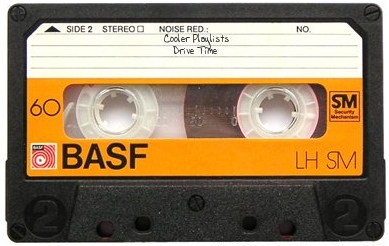 ▲ SIDE 2 STEREO □ NOISE RED.: NO.
Cooler Playlists
Drive Time
60
SM
Security
Mechanism
BASF
BASF
LH SM
2 2